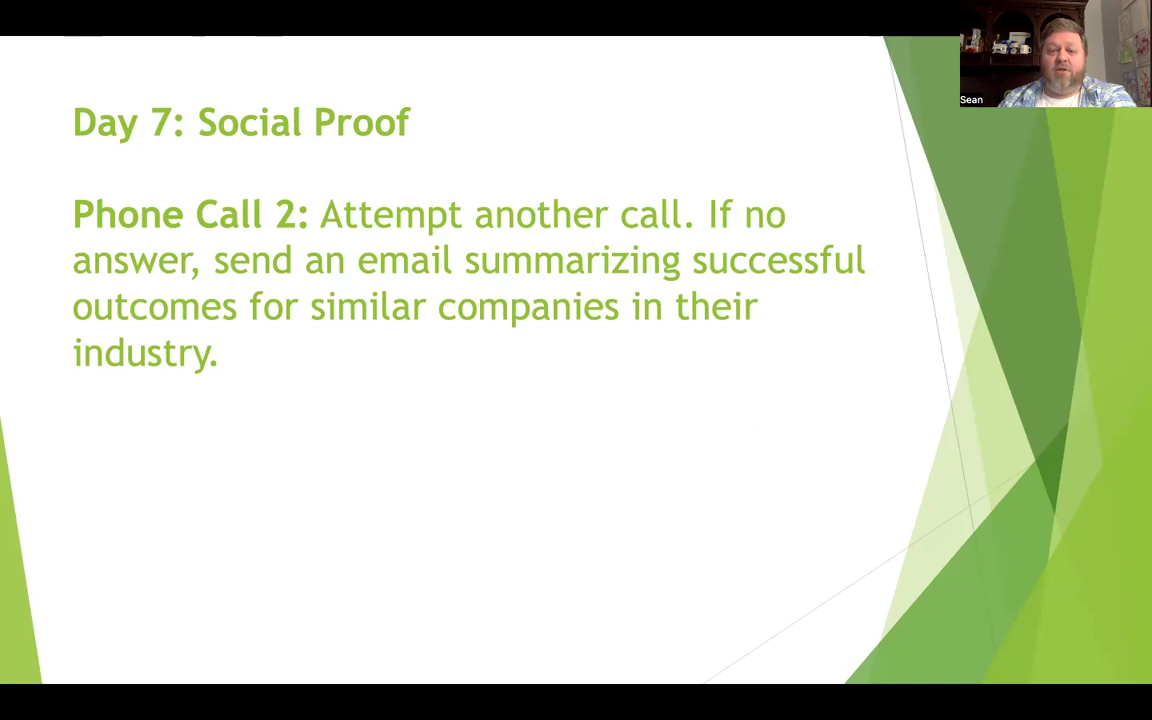 Day 7: Social Proof
Phone Call 2: Attempt another call. If no
answer, send an email summarizing successful
outcomes for similar companies in their
industry.
Sean